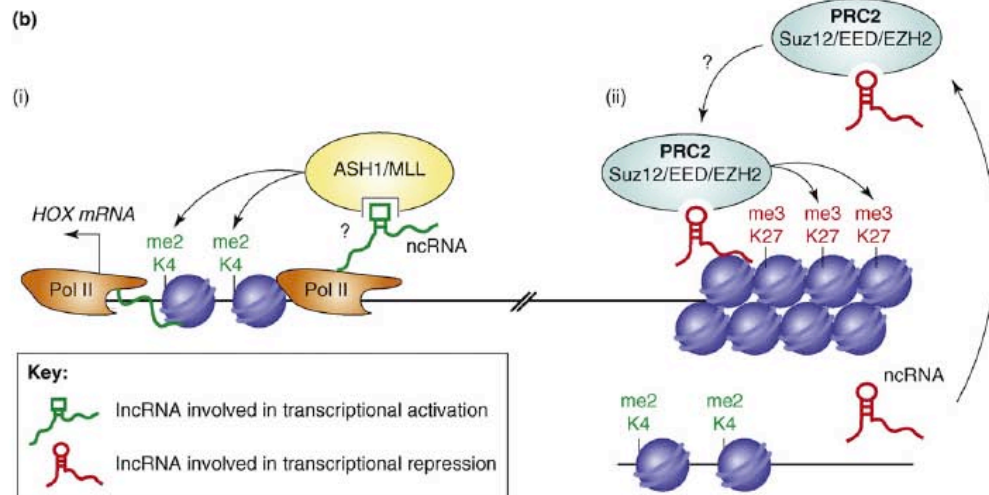 (b)
(i)
HOX mRNA
Pol II
me2
K4
me2
K4
ASH1/MLL
?
ncRNA
Pol II
Key:
lncRNA involved in transcriptional activation
lncRNA involved in transcriptional repression
(ii)
PRC2
Suz12/EED/EZH2
?
PRC2
Suz12/EED/EZH2
me3 me3 me3
K27 K27 K27
ncRNA
me2
K4
me2
K4